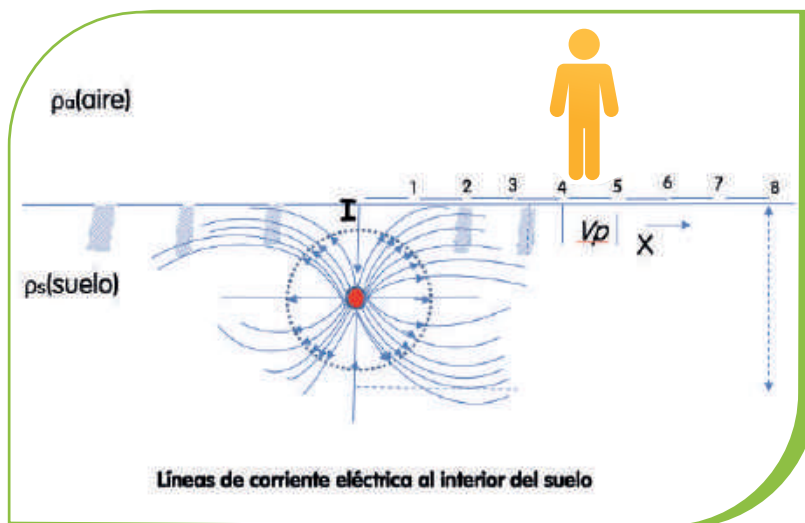 ρa(aire)
1 2 3 4 5 6 7 8
I
Vp
X
ρs(suelo)
Líneas de corriente eléctrica al interior del suelo